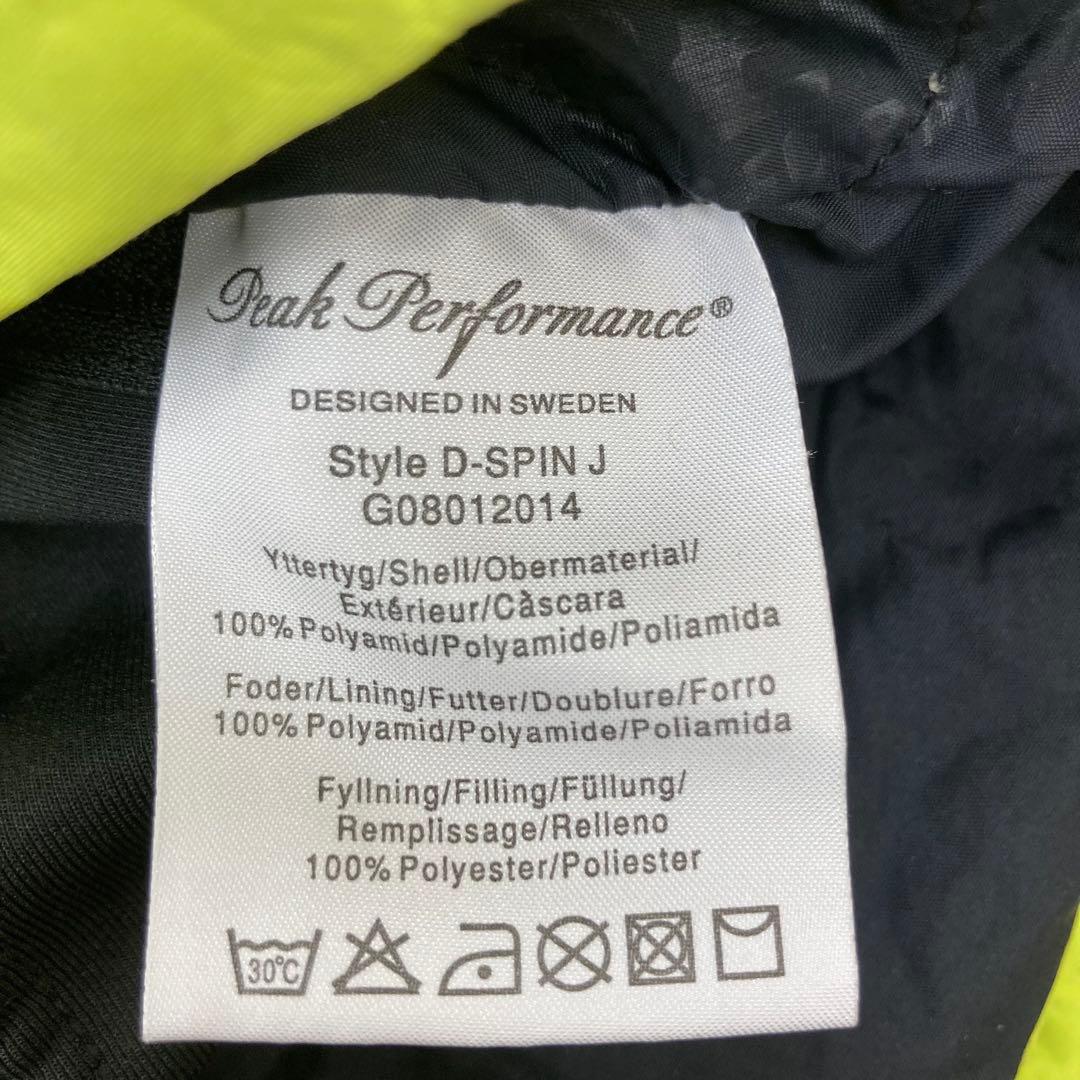 Peak Performance®
DESIGNED IN SWEDEN
Style D-SPIN J
G08012014
Yttertyg/Shell/Obermaterial/
Extérieur/Càscara
100% Polyamid/Polyamide/Poliamida
Foder/Lining/Futter/Doublure/Forro
100% Polyamid/Polyamide/Poliamida
Fyllning/Filling/Füllung/
Remplissage/Relleno
100% Polyester/Poliester
30°C